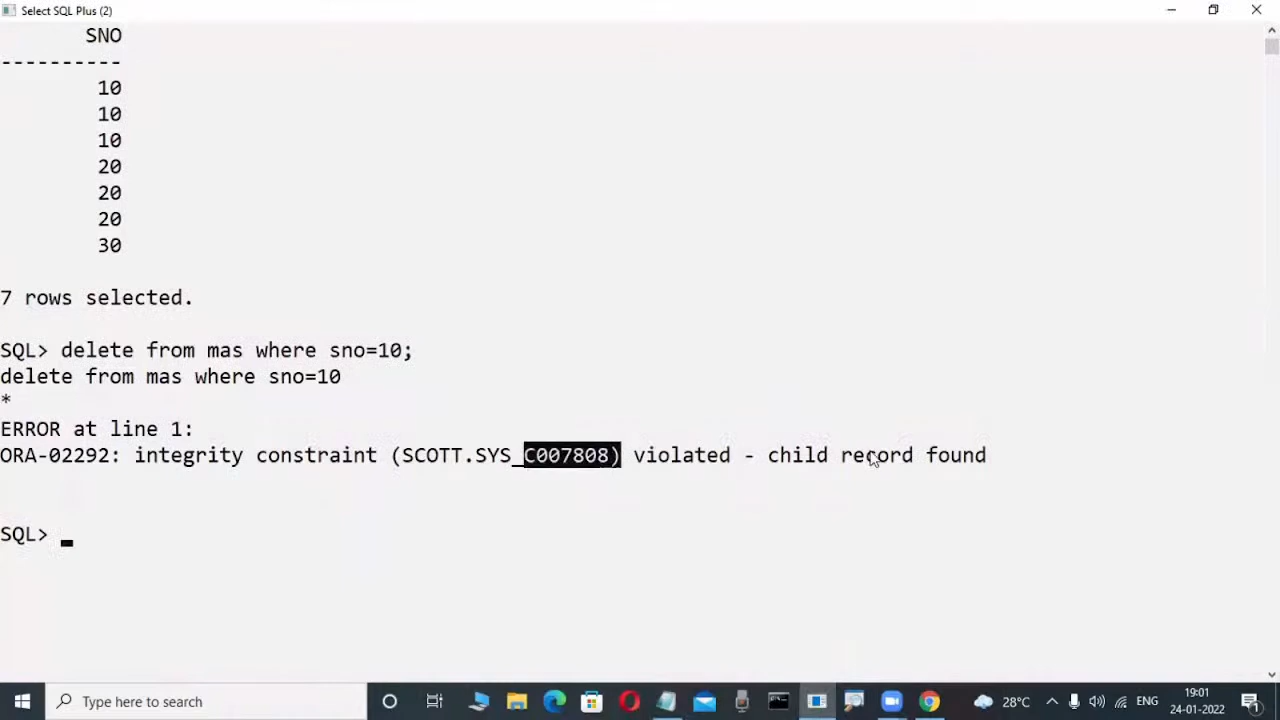 Select SQL Plus (2)
SNO
----------
10
10
10
20
20
20
30
7 rows selected.
SQL> delete from mas where sno=10;
delete from mas where sno=10
*
ERROR at line 1:
ORA-02292: integrity constraint (SCOTT.SYS_C007808) violated - child record found
SQL>
Type here to search
28°C
ENG
19:01
24-01-2022
1